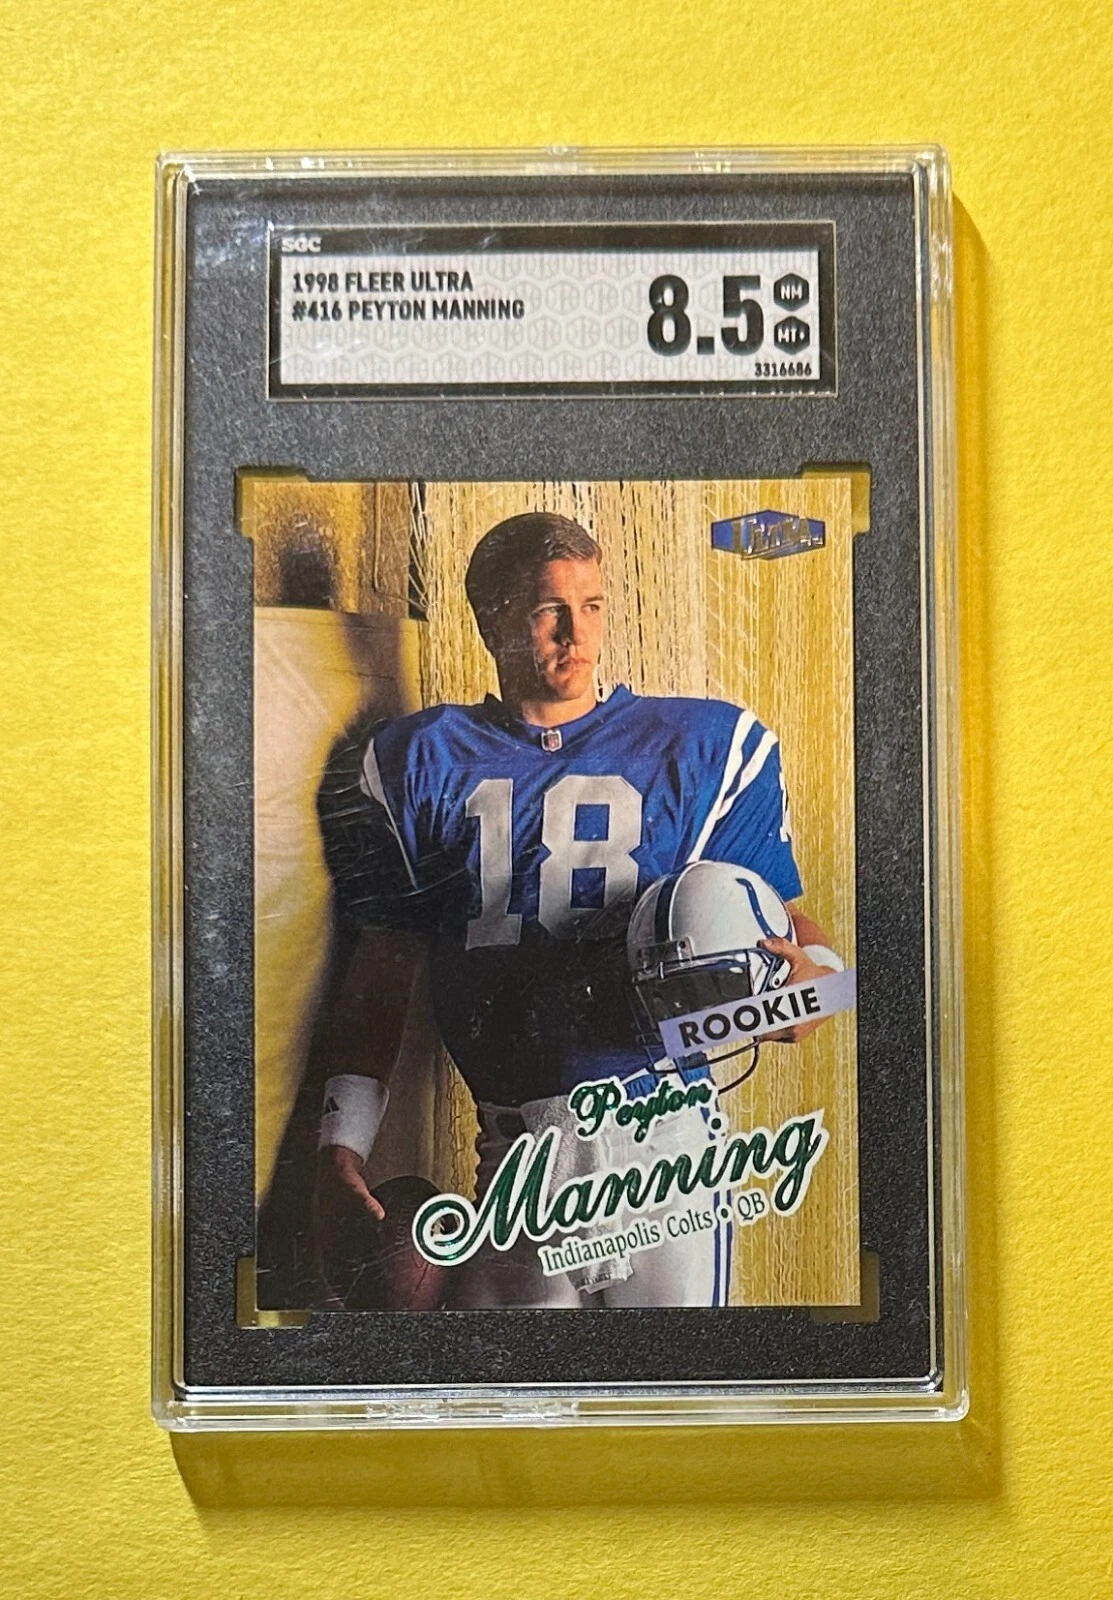 SGC
1998 FLEER ULTRA
#416 PEYTON MANNING
8.5
NM
MT+
3316686
ULTRA
18
ROOKIE
Peyton
Manning
Indianapolis Colts • QB